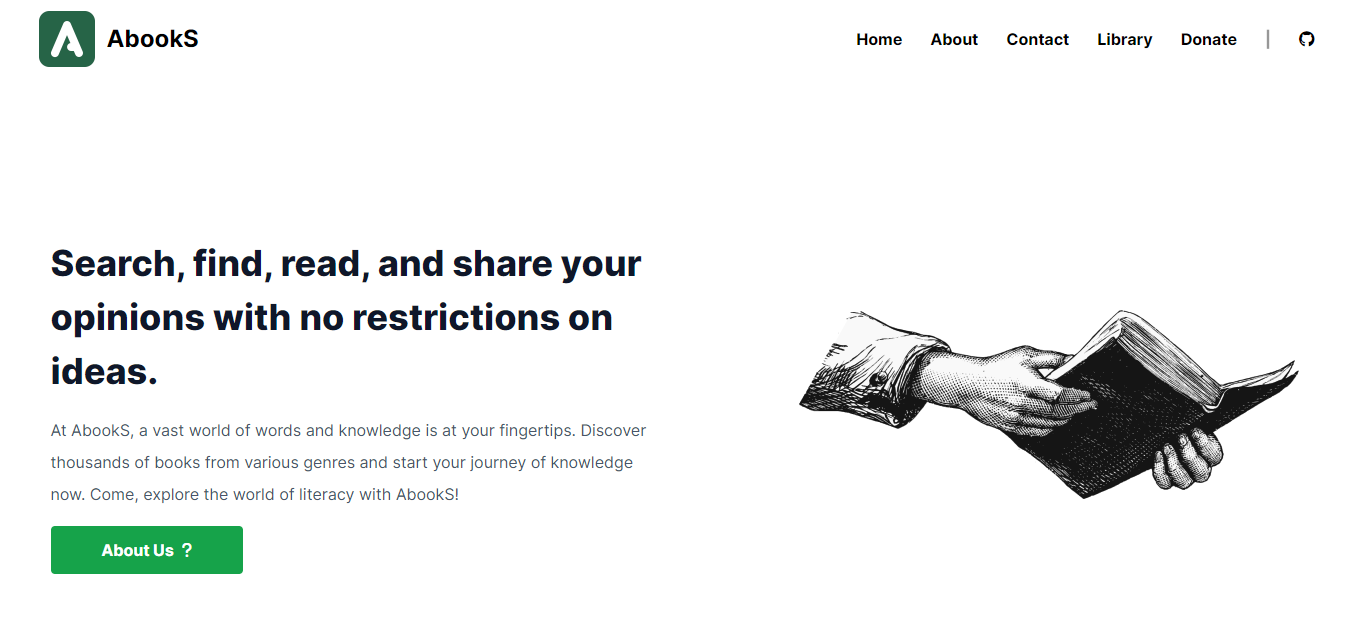 AbookS
Home About Contact Library Donate |
Search, find, read, and share your
opinions with no restrictions on
ideas.
At AbookS, a vast world of words and knowledge is at your fingertips. Discover
thousands of books from various genres and start your journey of knowledge
now. Come, explore the world of literacy with AbookS!
About Us ?